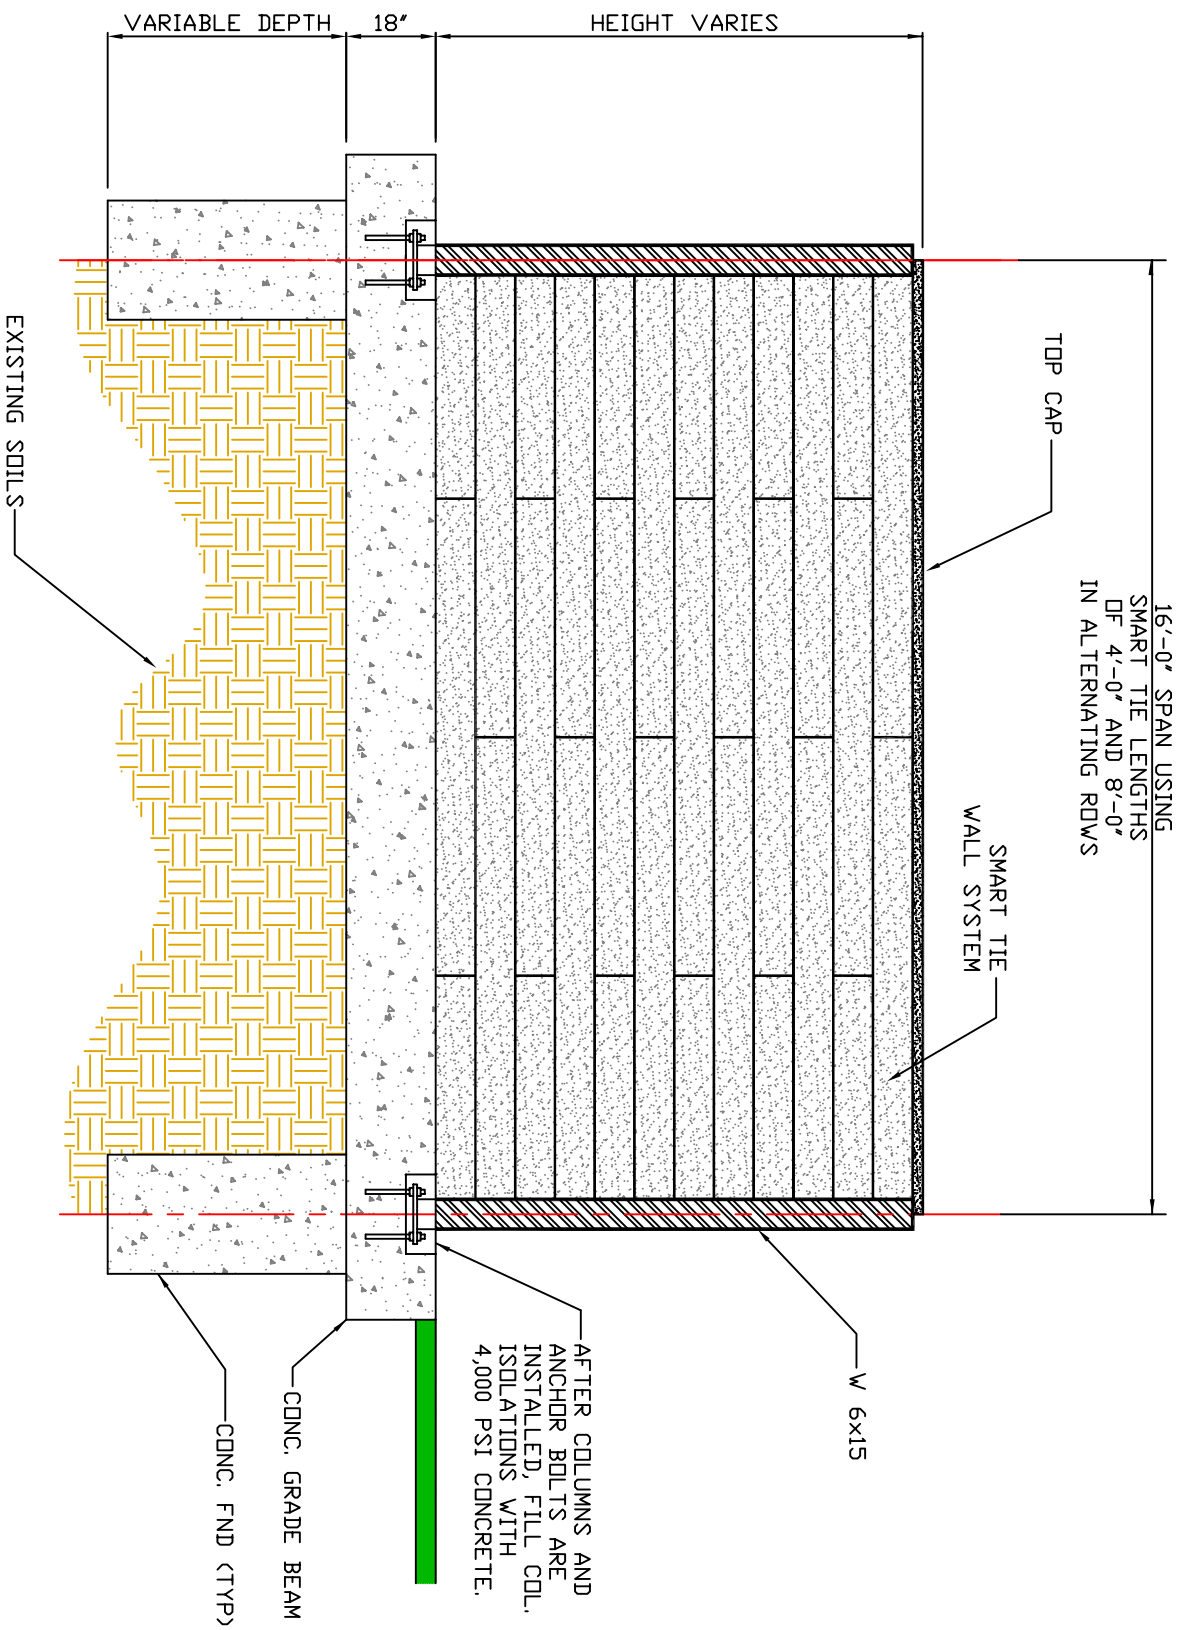 16'-0" SPAN USING
SMART TIE LENGTHS
OF 4'-0" AND 8'-0"
IN ALTERNATING ROWS
TOP CAP
SMART TIE
WALL SYSTEM
HEIGHT VARIES
18"
VARIABLE DEPTH
W 6x15
AFTER COLUMNS AND
ANCHOR BOLTS ARE
INSTALLED, FILL COL.
ISOLATIONS WITH
4,000 PSI CONCRETE.
CONC. GRADE BEAM
CONC. FND (TYP)
EXISTING SOILS